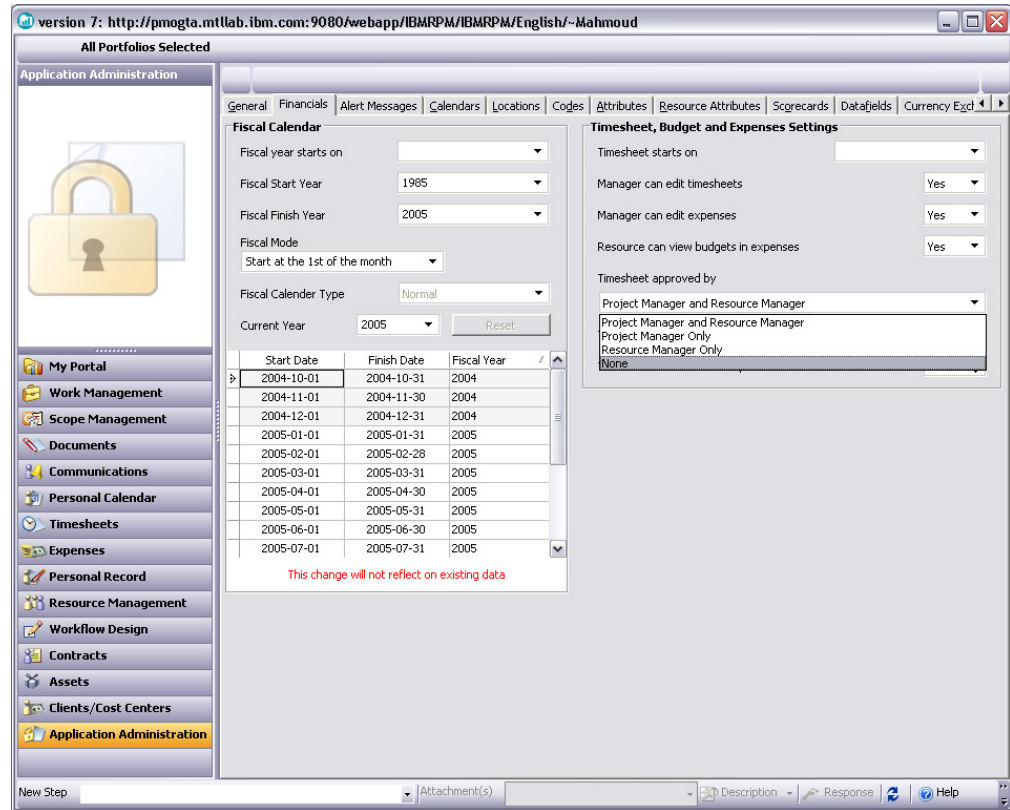 version 7: http://pmogta.mtllab.ibm.com:9080/webapp/IBMRPM/IBMRPM/English/~Mahmoud
All Portfolios Selected
Application Administration
General Financials Alert Messages Calendars Locations Codes Attributes Resource Attributes Scorecards Datafields Currency Excl
Fiscal Calendar
Fiscal year starts on
Fiscal Start Year 1985
Fiscal Finish Year 2005
Fiscal Mode
Start at the 1st of the month
Fiscal Calender Type Normal
Current Year 2005 Reset
Start Date Finish Date Fiscal Year
2004-10-01 2004-10-31 2004
2004-11-01 2004-11-30 2004
2004-12-01 2004-12-31 2004
2005-01-01 2005-01-31 2005
2005-02-01 2005-02-28 2005
2005-03-01 2005-03-31 2005
2005-04-01 2005-04-30 2005
2005-05-01 2005-05-31 2005
2005-06-01 2005-06-30 2005
2005-07-01 2005-07-31 2005
This change will not reflect on existing data
Timesheet, Budget and Expenses Settings
Timesheet starts on
Manager can edit timesheets Yes
Manager can edit expenses Yes
Resource can view budgets in expenses Yes
Timesheet approved by
Project Manager and Resource Manager
Project Manager and Resource Manager
Project Manager Only
Resource Manager Only
None
My Portal
Work Management
Scope Management
Documents
Communications
Personal Calendar
Timesheets
Expenses
Personal Record
Resource Management
Workflow Design
Contracts
Assets
Clients/Cost Centers
Application Administration
New Step Attachment(s) Description Response Help